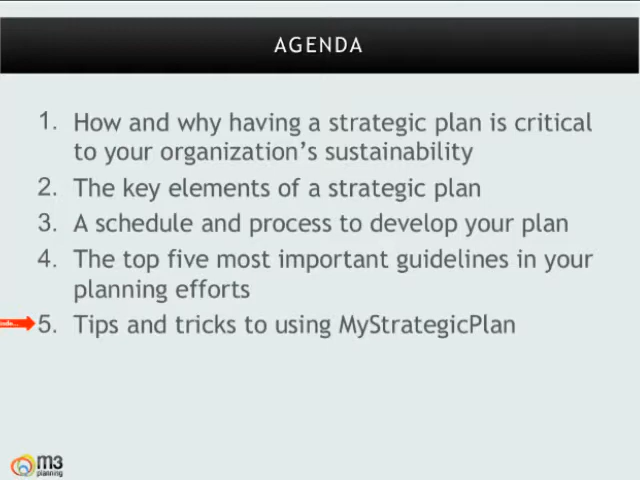 AGENDA
1. How and why having a strategic plan is critical
to your organization's sustainability
2. The key elements of a strategic plan
3. A schedule and process to develop your plan
4. The top five most important guidelines in your
planning efforts
5. Tips and tricks to using MyStrategicPlan
m3
planning